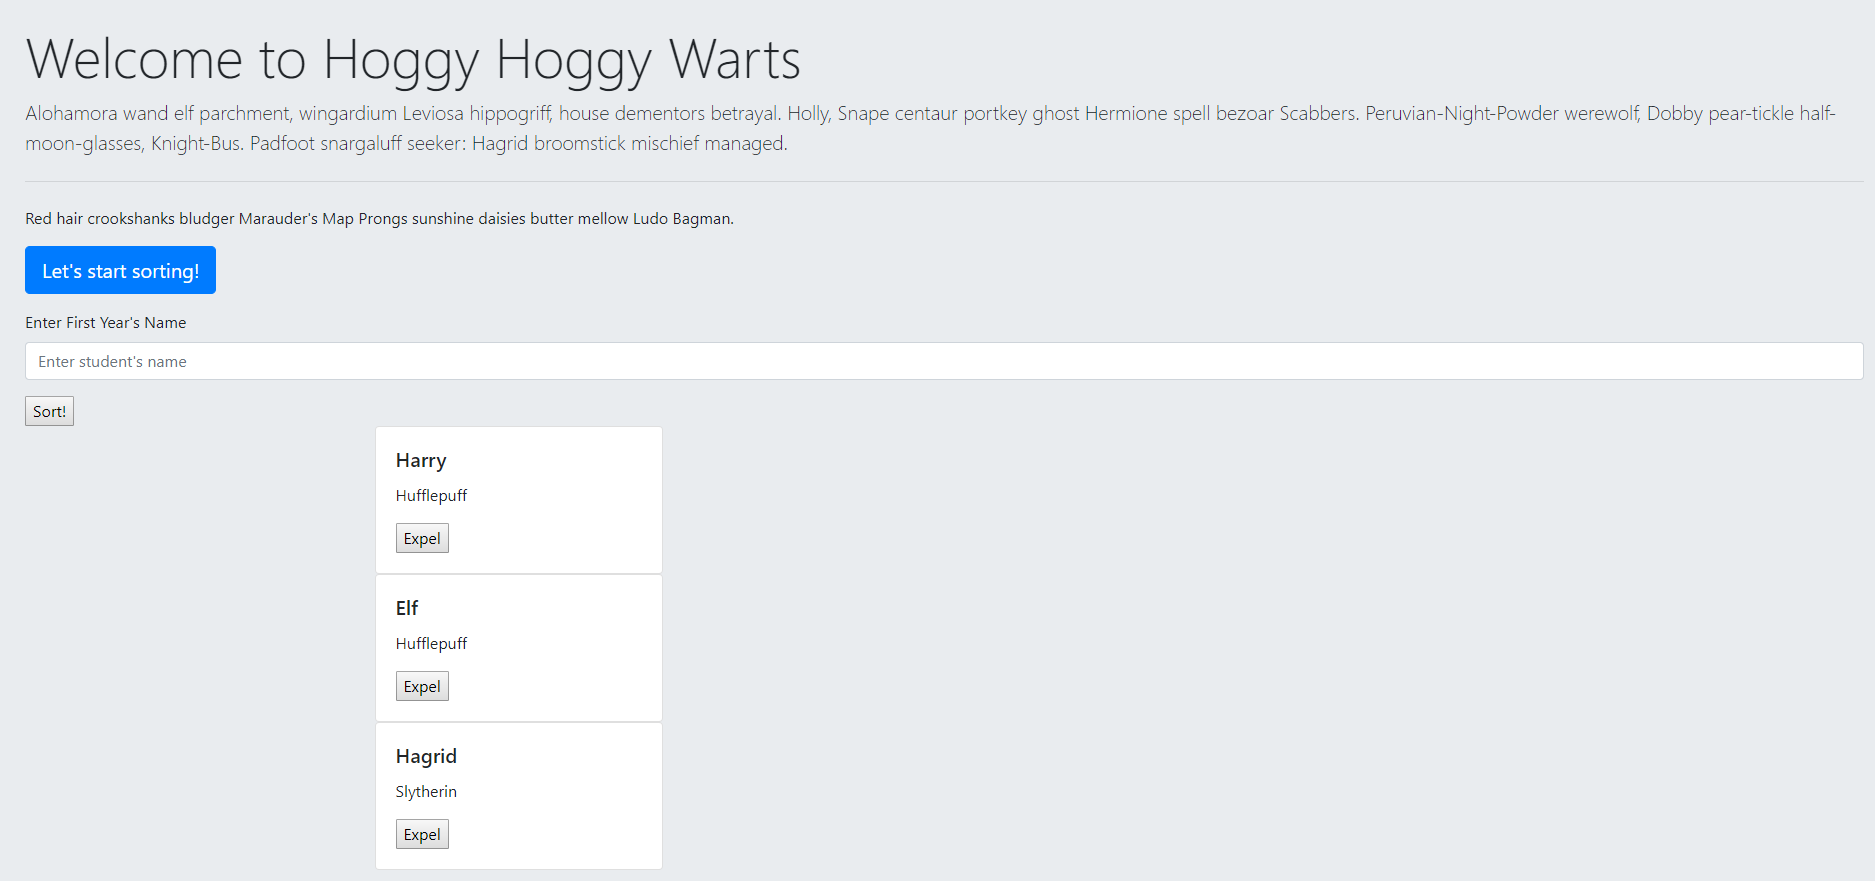 Welcome to Hoggy Hoggy Warts
Alohamora wand elf parchment, wingardium Leviosa hippogriff, house dementors betrayal. Holly, Snape centaur portkey ghost Hermione spell bezoar Scabbers. Peruvian-Night-Powder werewolf, Dobby pear-tickle half-
moon-glasses, Knight-Bus. Padfoot snargaluff seeker: Hagrid broomstick mischief managed.
Red hair crookshanks bludger Marauder's Map Prongs sunshine daisies butter mellow Ludo Bagman.
Let's start sorting!
Enter First Year's Name
Enter student's name
Sort!
Harry
Hufflepuff
Expel
Elf
Hufflepuff
Expel
Hagrid
Slytherin
Expel